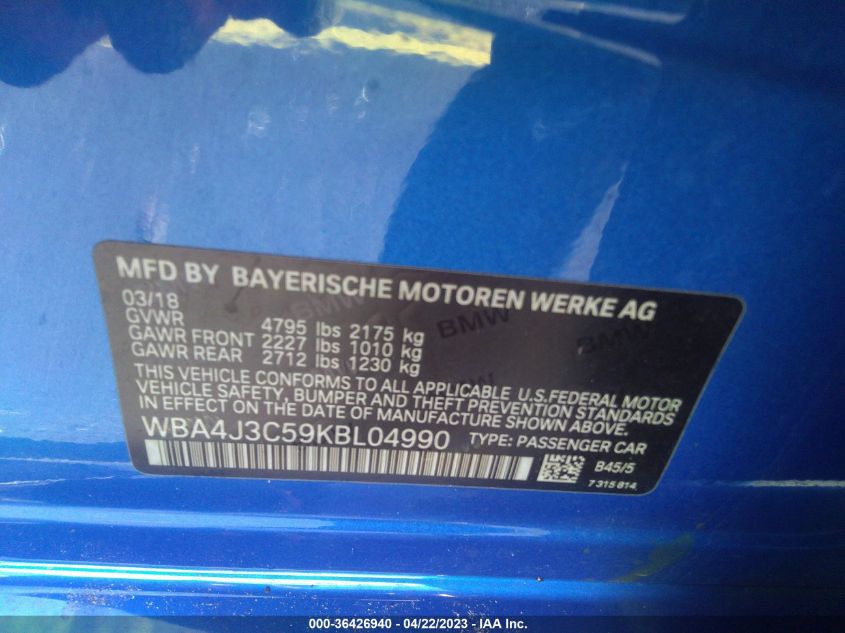 MFD BY BAYERISCHE MOTOREN WERKE AG
03/18
GVWR 4795 lbs 2175 kg
GAWR FRONT 2227 lbs 1010 kg
GAWR REAR 2712 lbs 1230 kg
THIS VEHICLE CONFORMS TO ALL APPLICABLE U.S.FEDERAL MOTOR
VEHICLE SAFETY, BUMPER AND THEFT PREVENTION STANDARDS
IN EFFECT ON THE DATE OF MANUFACTURE SHOWN ABOVE.
WBA4J3C59KBL04990 TYPE: PASSENGER CAR
B45/5
7 315 814
BMW BMW BMW
000-36426940 - 04/22/2023 - IAA Inc.